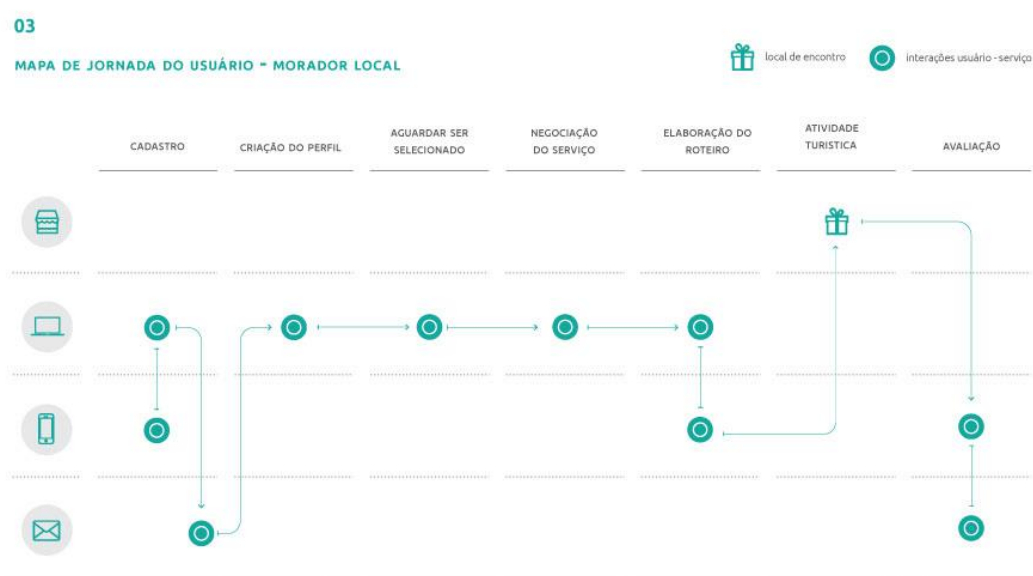 03
MAPA DE JORNADA DO USUÁRIO - MORADOR LOCAL
local de encontro
interações usuário - serviço
CADASTRO
CRIAÇÃO DO PERFIL
AGUARDAR SER
SELECIONADO
NEGOCIAÇÃO
DO SERVIÇO
ELABORAÇÃO DO
ROTEIRO
ATIVIDADE
TURISTICA
AVALIAÇÃO